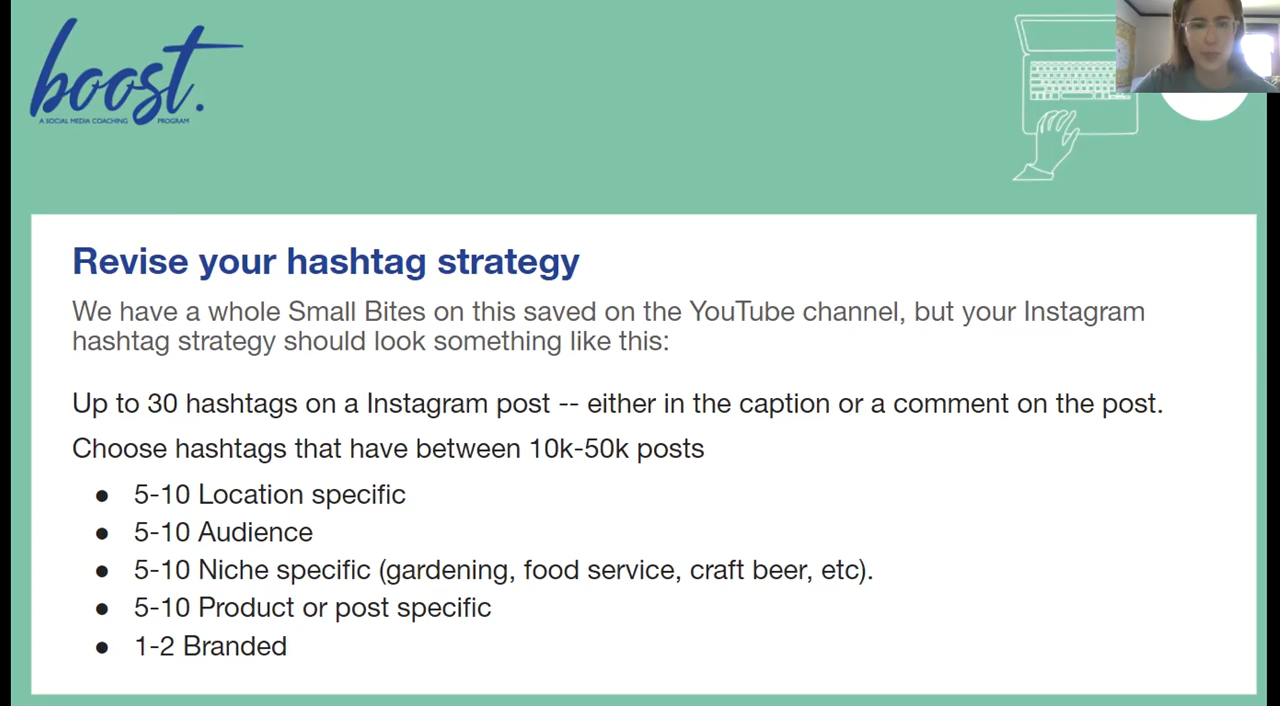 boost.
A SOCIAL MEDIA COACHING PROGRAM
Revise your hashtag strategy
We have a whole Small Bites on this saved on the YouTube channel, but your Instagram
hashtag strategy should look something like this:
Up to 30 hashtags on a Instagram post -- either in the caption or a comment on the post.
Choose hashtags that have between 10k-50k posts
● 5-10 Location specific
● 5-10 Audience
● 5-10 Niche specific (gardening, food service, craft beer, etc).
● 5-10 Product or post specific
● 1-2 Branded